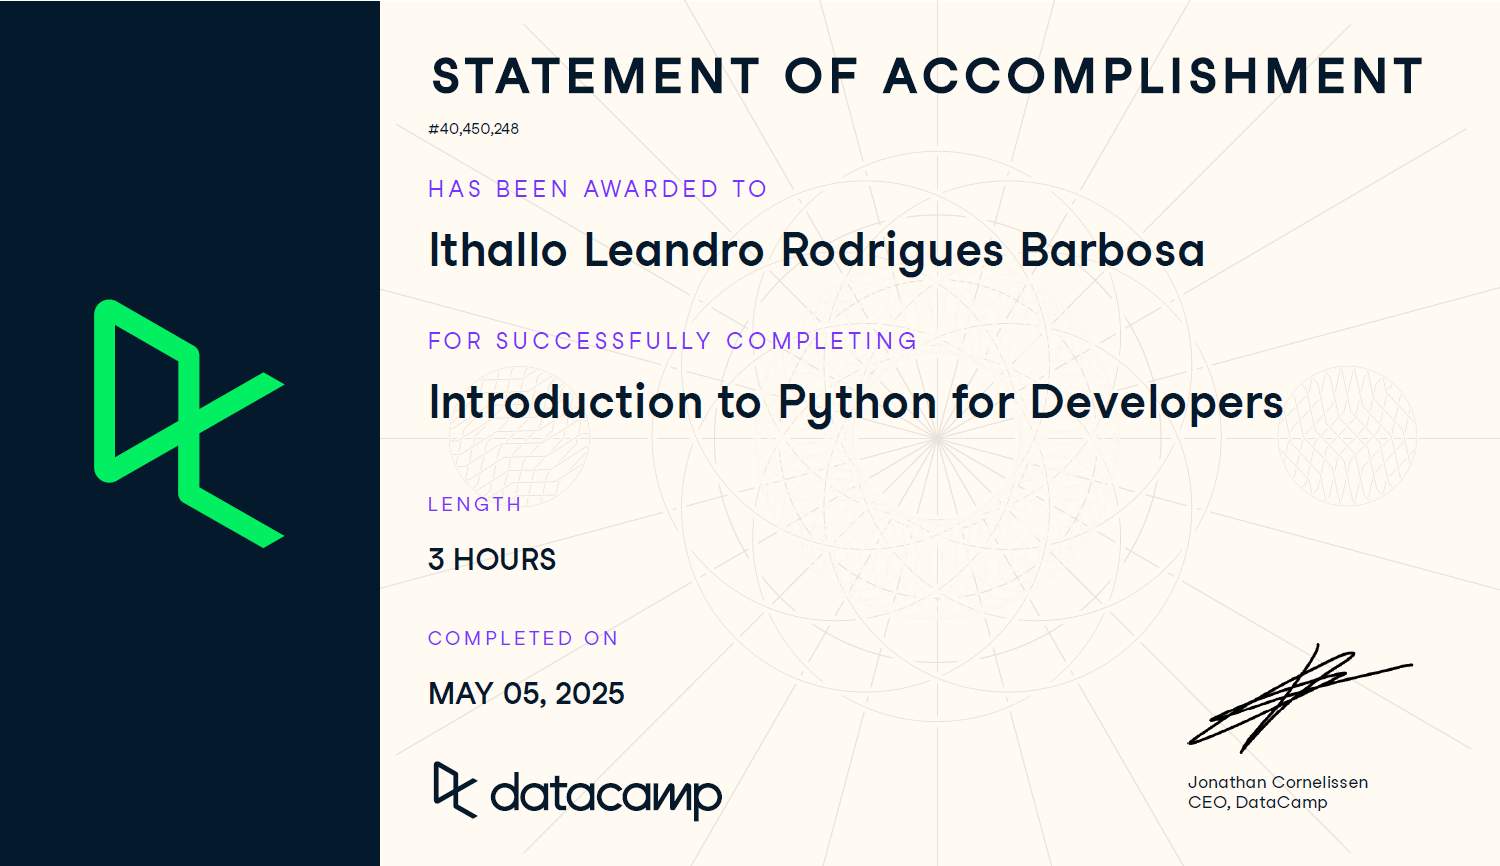 STATEMENT OF ACCOMPLISHMENT
#40,450,248
HAS BEEN AWARDED TO
Ithallo Leandro Rodrigues Barbosa
FOR SUCCESSFULLY COMPLETING
Introduction to Python for Developers
LENGTH
3 HOURS
COMPLETED ON
MAY 05, 2025
datacamp
Jonathan Cornelissen
CEO, DataCamp